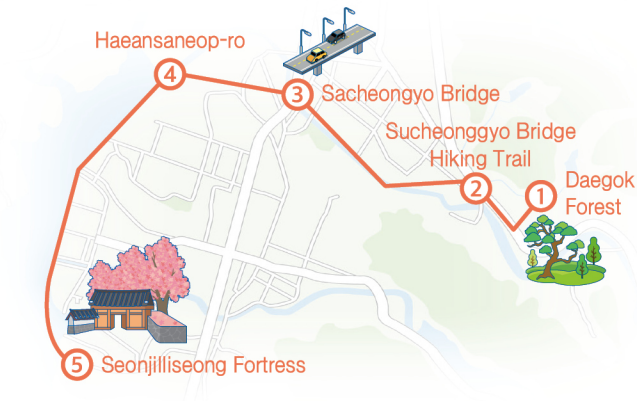 Haeansaneop-ro
4
3 Sacheongyo Bridge
Sucheonggyo Bridge
Hiking Trail
2
1 Daegok
Forest
5 Seonjilliseong Fortress